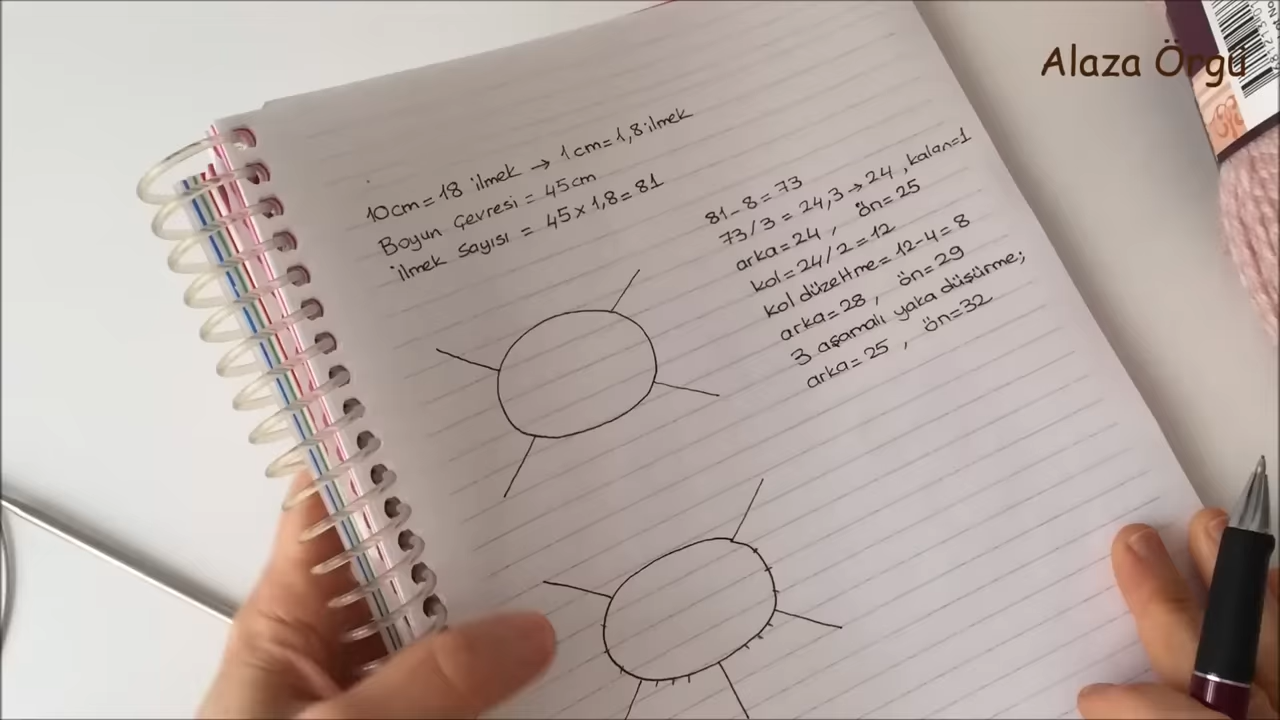 Alaza Örgü
10cm=18 ilmek → 1cm=1,8 ilmek
Boyun çevresi = 45cm
ilmek sayısı = 45x1,8=81
81-8=73
73/3 = 24,3→24, kalan=1
arka=24, ön=25
kol=24/2=12
kol düzeltme=12-4=8
arka=28, ön=29
3 aşamalı yaka düşürme;
arka=25, ön=32